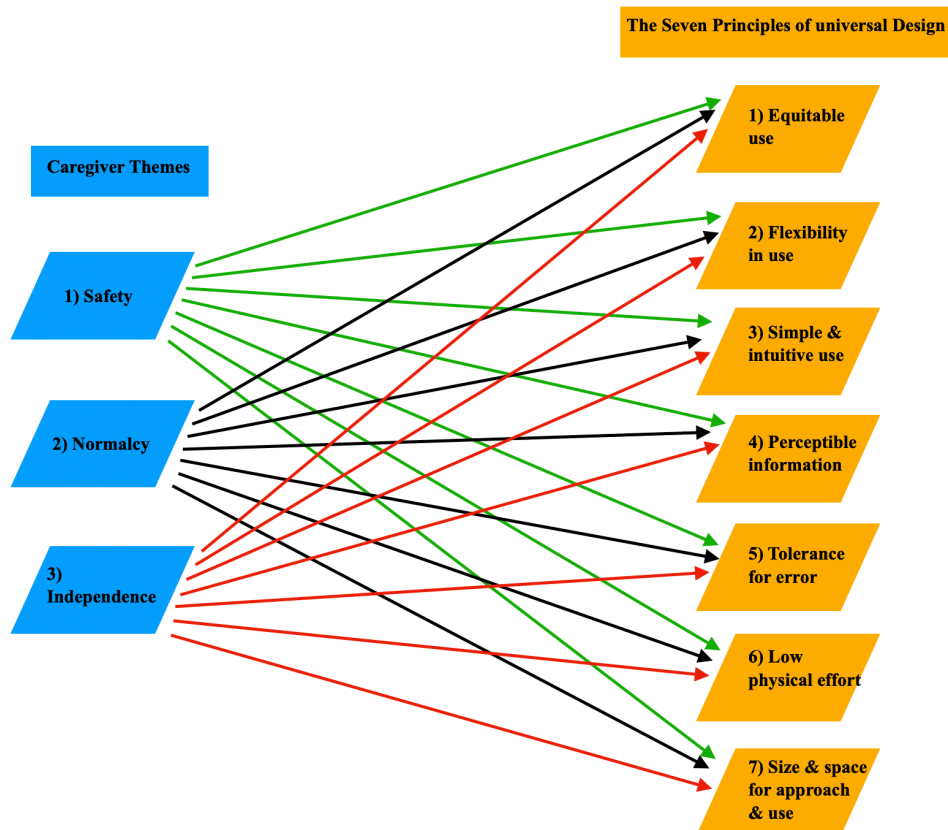 The Seven Principles of universal Design
Caregiver Themes
1) Safety
2) Normalcy
3)
Independence
1) Equitable
use
2) Flexibility
in use
3) Simple &
intuitive use
4) Perceptible
information
5) Tolerance
for error
6) Low
physical effort
7) Size & space
for approach
& use